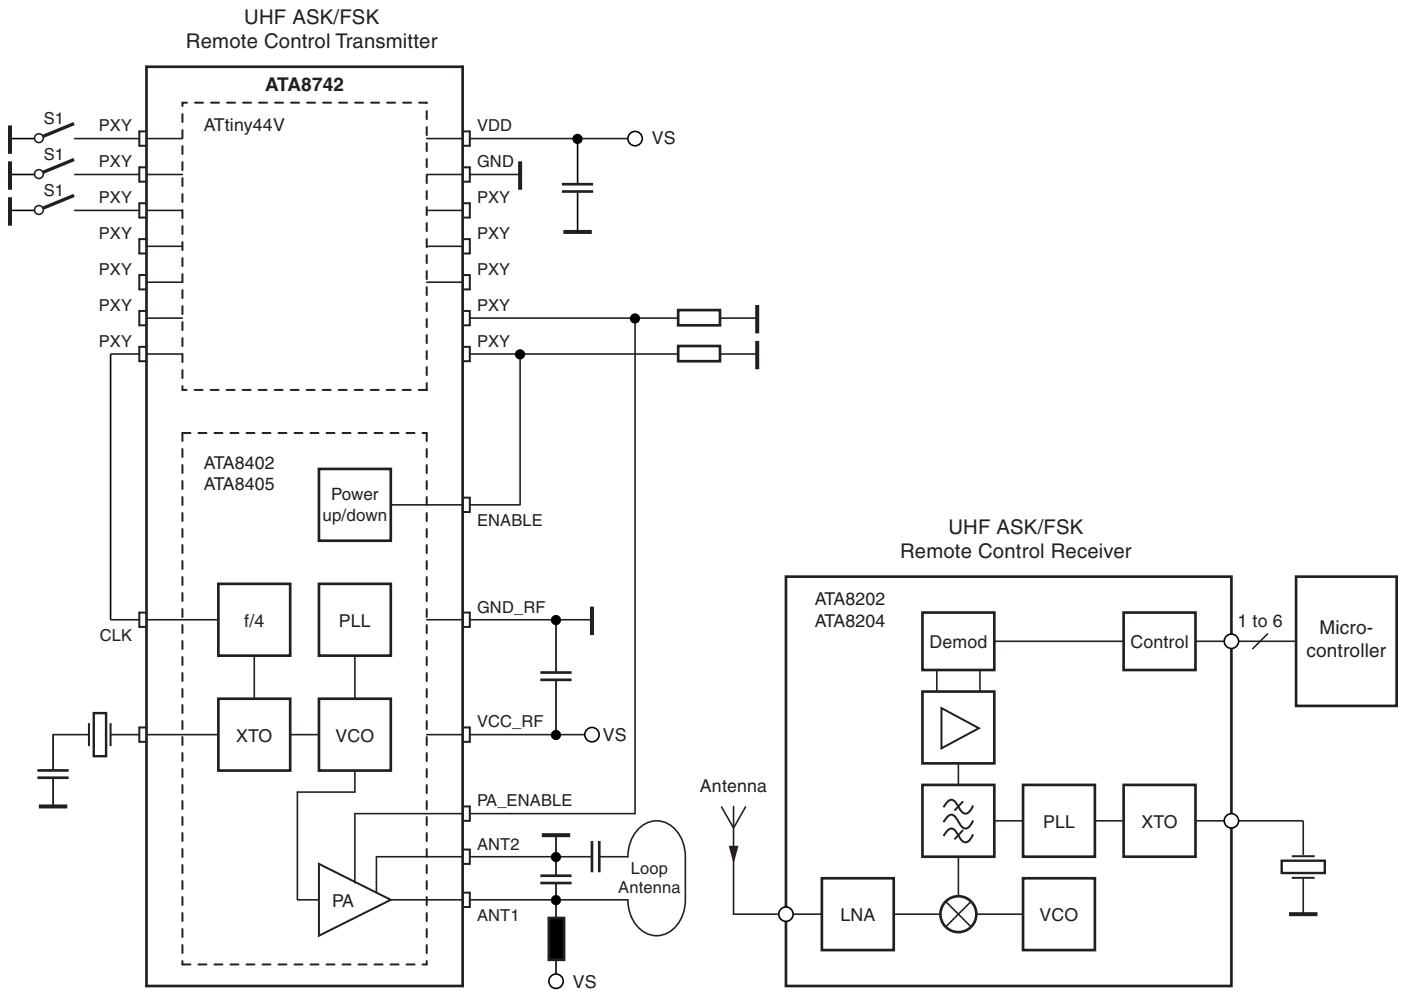 UHF ASK/FSK
Remote Control Transmitter
ATA8742
ATtiny44V
S1
PXY
S1
PXY
S1
PXY
PXY
PXY
PXY
PXY
VDD
VS
GND
PXY
PXY
PXY
PXY
PXY
ATA8402
ATA8405
Power
up/down
ENABLE
f/4
PLL
GND_RF
CLK
XTO
VCO
VCC_RF
VS
PA_ENABLE
ANT2
PA
ANT1
Loop
Antenna
VS
UHF ASK/FSK
Remote Control Receiver
ATA8202
ATA8204
Demod
Control
1 to 6
Micro-
controller
Antenna
PLL
XTO
LNA
VCO